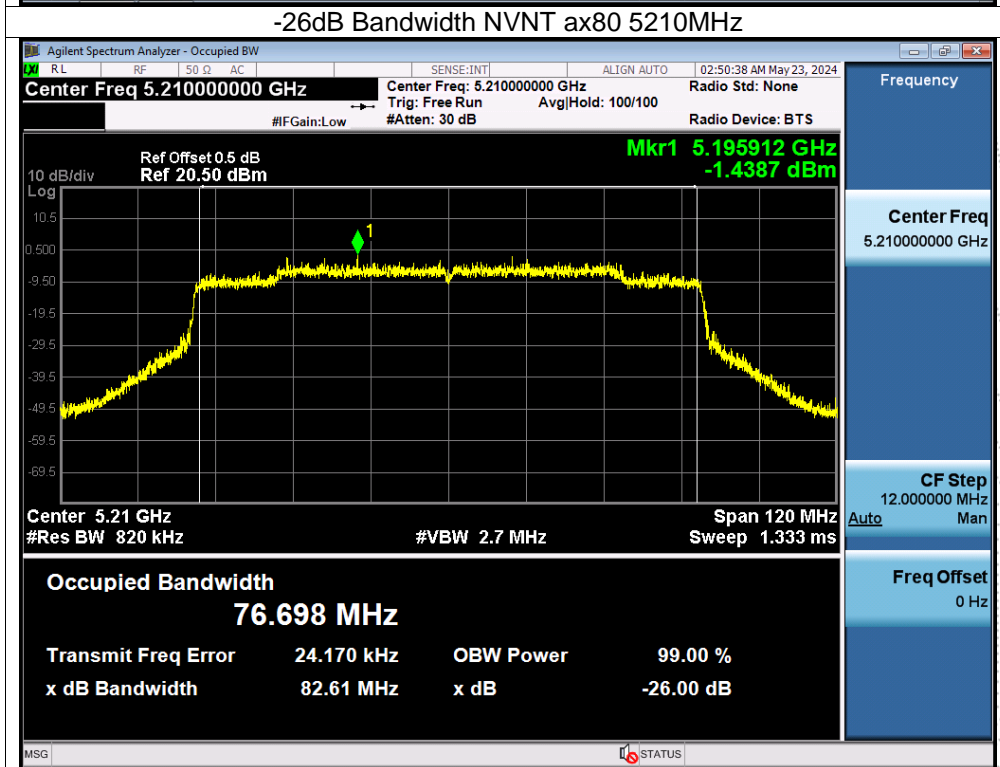 -26dB Bandwidth NVNT ax80 5210MHz
Agilent Spectrum Analyzer - Occupied BW
LXI RL RF 50 Ω AC SENSE:INT ALIGN AUTO 02:50:38 AM May 23, 2024
Center Freq 5.210000000 GHz
Center Freq: 5.210000000 GHz Radio Std: None
Trig: Free Run Avg|Hold: 100/100
#IFGain:Low #Atten: 30 dB Radio Device: BTS
Ref Offset 0.5 dB
10 dB/div Ref 20.50 dBm
Mkr1 5.195912 GHz
-1.4387 dBm
Log
10.5
0.500
-9.50
-19.5
-29.5
-39.5
-49.5
-59.5
-69.5
1
Center 5.21 GHz Span 120 MHz
#Res BW 820 kHz #VBW 2.7 MHz Sweep 1.333 ms
Occupied Bandwidth
76.698 MHz
Transmit Freq Error 24.170 kHz OBW Power 99.00 %
x dB Bandwidth 82.61 MHz x dB -26.00 dB
Frequency
Center Freq
5.210000000 GHz
CF Step
12.000000 MHz
Auto Man
Freq Offset
0 Hz
MSG STATUS